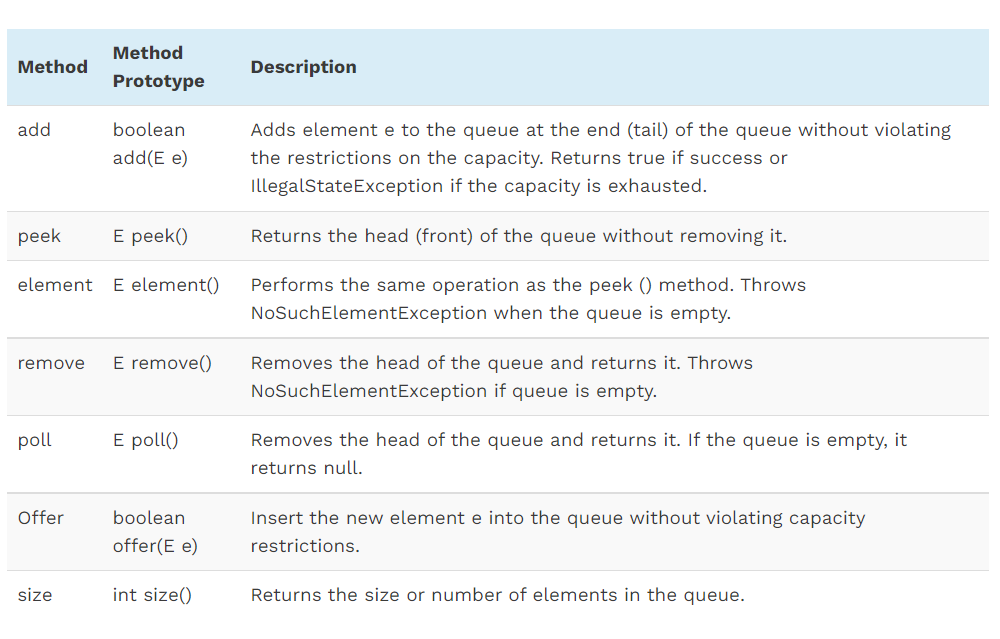 Method Method Prototype Description
add boolean add(E e) Adds element e to the queue at the end (tail) of the queue without violating
the restrictions on the capacity. Returns true if success or
IllegalStateException if the capacity is exhausted.
peek E peek() Returns the head (front) of the queue without removing it.
element E element() Performs the same operation as the peek () method. Throws
NoSuchElementException when the queue is empty.
remove E remove() Removes the head of the queue and returns it. Throws
NoSuchElementException if queue is empty.
poll E poll() Removes the head of the queue and returns it. If the queue is empty, it
returns null.
Offer boolean offer(E e) Insert the new element e into the queue without violating capacity
restrictions.
size int size() Returns the size or number of elements in the queue.